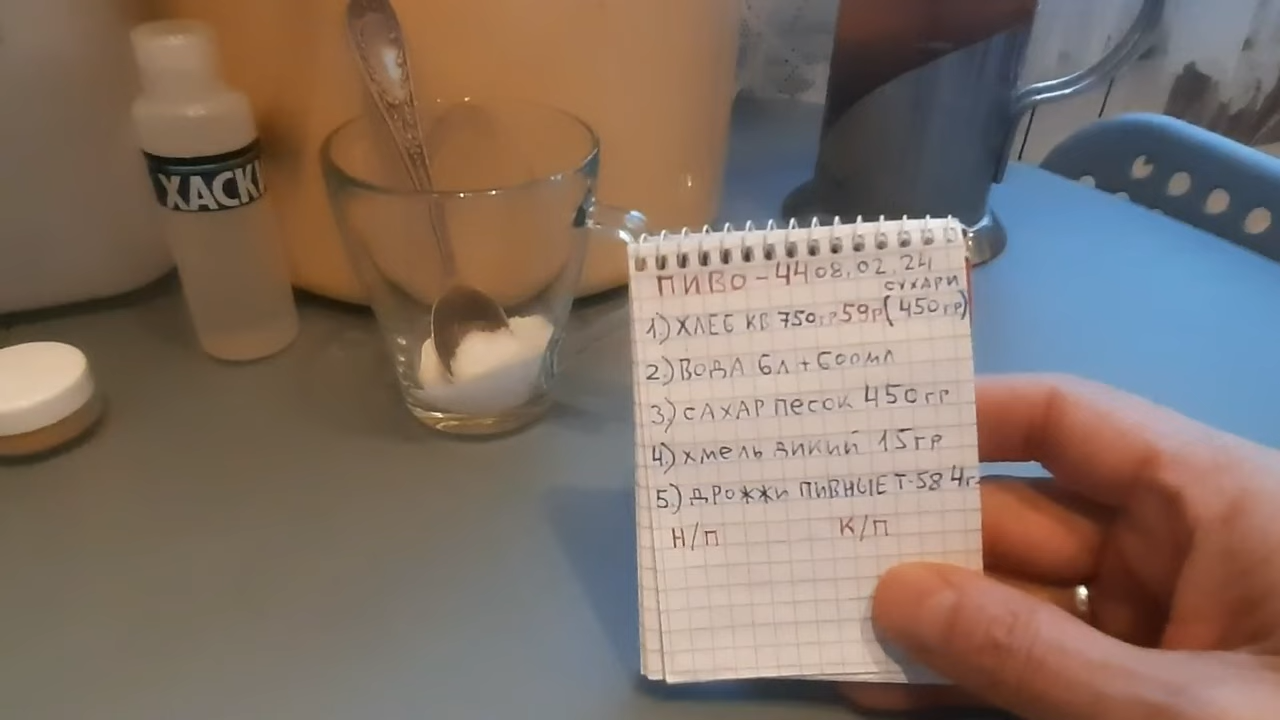 ХАСКИ
ПИВО-44 08.02.24
СУХАРИ
1.) ХЛЕБ КВ 750гр 59р (450гр)
2.) ВОДА 6л+600мл
3.) САХАР песок 450гр
4.) хмель дикий 15гр
5.) дрожжи пивные Т-58 4г
Н/П К/П